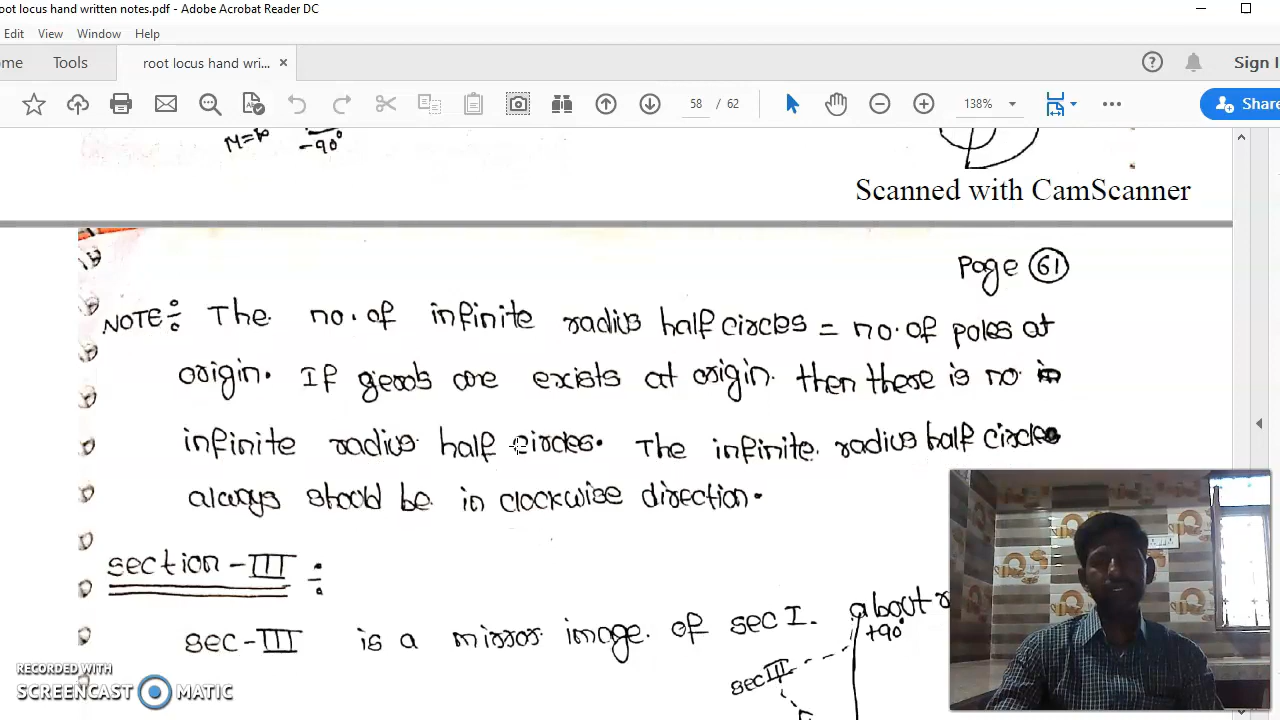 root locus hand written notes.pdf - Adobe Acrobat Reader DC
Edit View Window Help
ome Tools root locus hand wri... × Sign I
58 / 62 138% Share
M=∞
-90°
Scanned with CamScanner
Page 61
NOTE:- The no. of infinite radius half circles = no. of poles at
origin. If zeros are exists at origin then there is no
infinite radius half circles. The infinite radius half circles
always should be in clockwise direction.
section-III :-
sec-III is a mirror image of sec I. about
+90°
sec III
RECORDED WITH
SCREENCAST MATIC